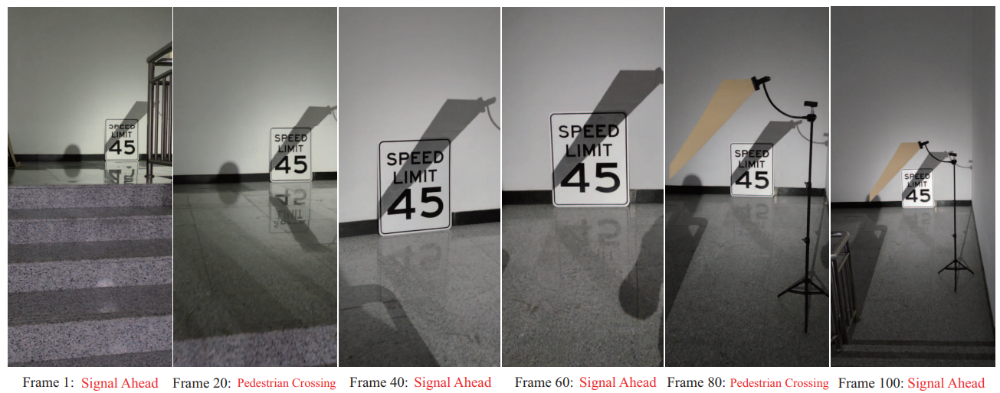 SPEED
LIMIT
45
SPEED
LIMIT
45
SPEED
LIMIT
45
SPEED
LIMIT
45
SPEED
LIMIT
45
SPEED
LIMIT
45
Frame 1: Signal Ahead
Frame 20: Pedestrian Crossing
Frame 40: Signal Ahead
Frame 60: Signal Ahead
Frame 80: Pedestrian Crossing
Frame 100: Signal Ahead